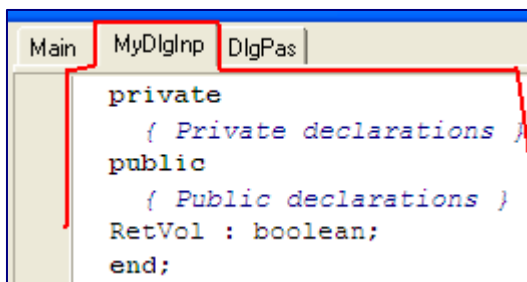 Main MyDlgInp DlgPas
private
{ Private declarations }
public
{ Public declarations }
RetVol : boolean;
end;